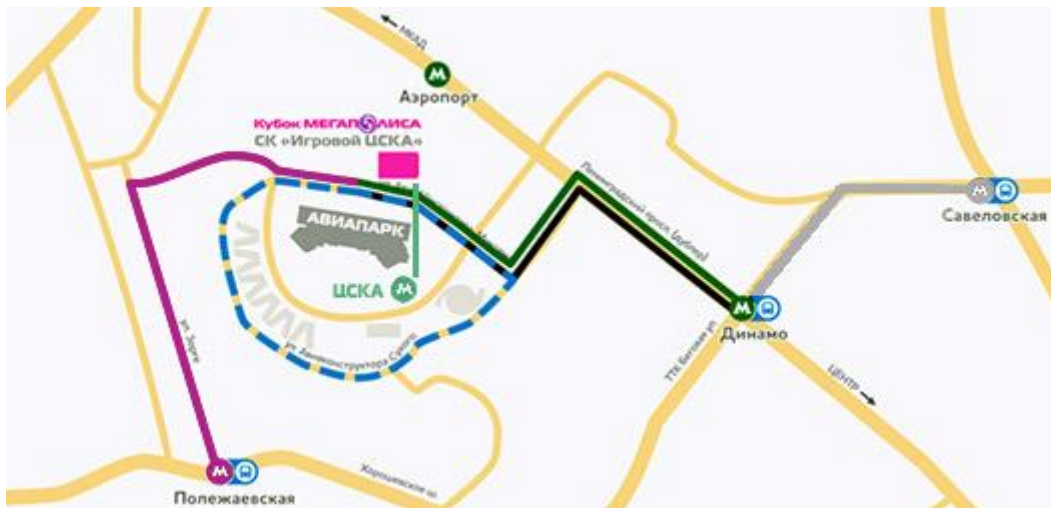 МКАД
М
Аэропорт
Кубок МЕГАПОЛИСА
СК «Игровой ЦСКА»
Ленинградский просп. (дублер)
М
Савеловская
АВИАПАРК
ЦСКА М
М
Динамо
ул. Зорге
ул. Авиаконструктора Сухого
ТТК Беговая ул
ЦЕНТР
М
Полежаевская
Хорошевское ш